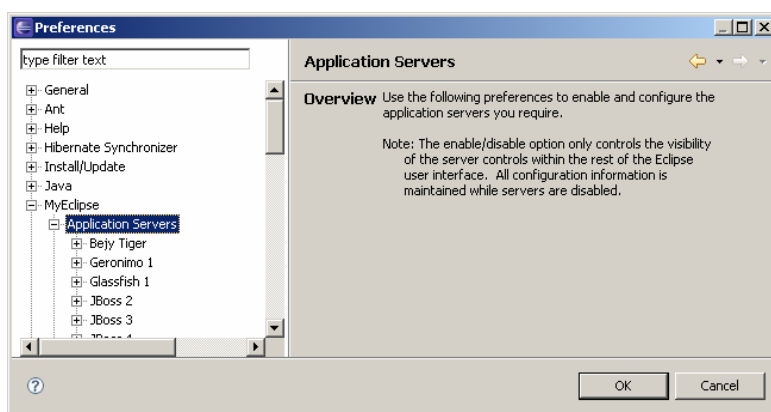 Preferences
type filter text
General
Ant
Help
Hibernate Synchronizer
Install/Update
Java
MyEclipse
Application Servers
Bejy Tiger
Geronimo 1
Glassfish 1
JBoss 2
JBoss 3
Application Servers
Overview Use the following preferences to enable and configure the
application servers you require.
Note: The enable/disable option only controls the visibility
of the server controls within the rest of the Eclipse
user interface. All configuration information is
maintained while servers are disabled.
OK
Cancel